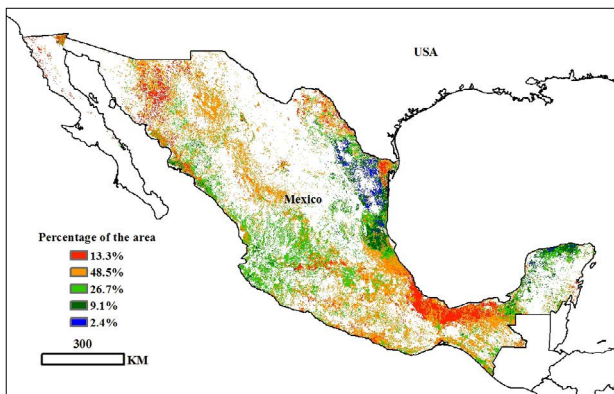 USA
Mexico
Percentage of the area
13.3%
48.5%
26.7%
9.1%
2.4%
300
KM